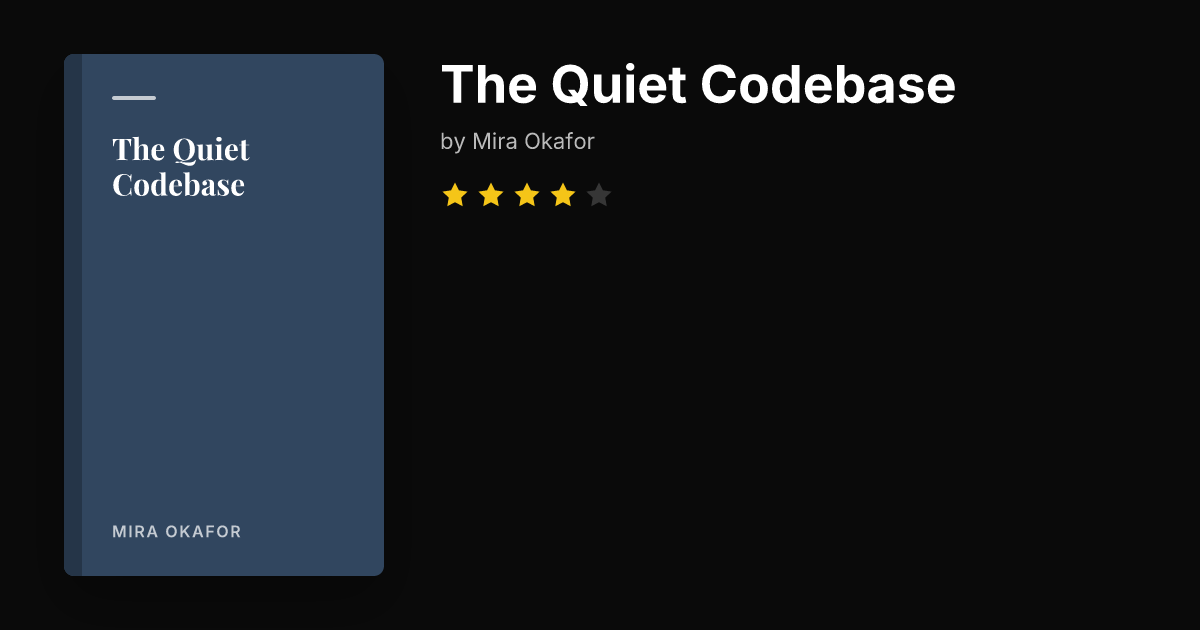 The Quiet
Codebase
MIRA OKAFOR
The Quiet Codebase
by Mira Okafor